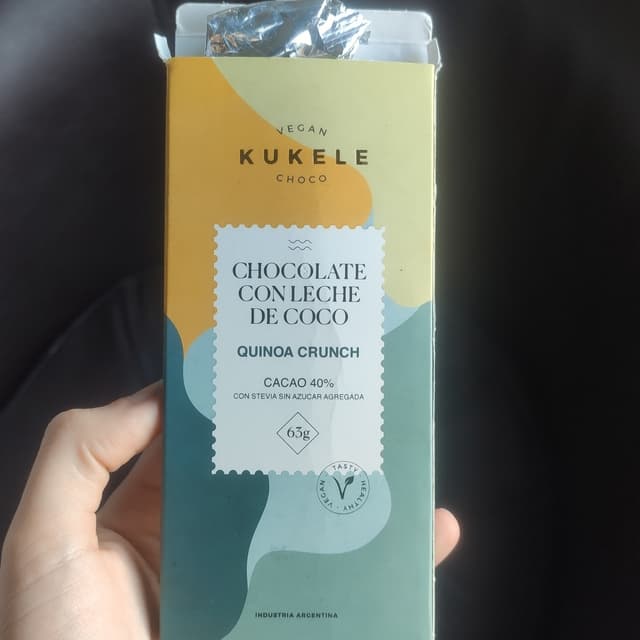 VEGAN
KUKELE
CHOCO
CHOCOLATE
CON LECHE
DE COCO
QUINOA CRUNCH
CACAO 40%
CON STEVIA SIN AZUCAR AGREGADA
63g
TASTY · HEALTHY · VEGAN
INDUSTRIA ARGENTINA